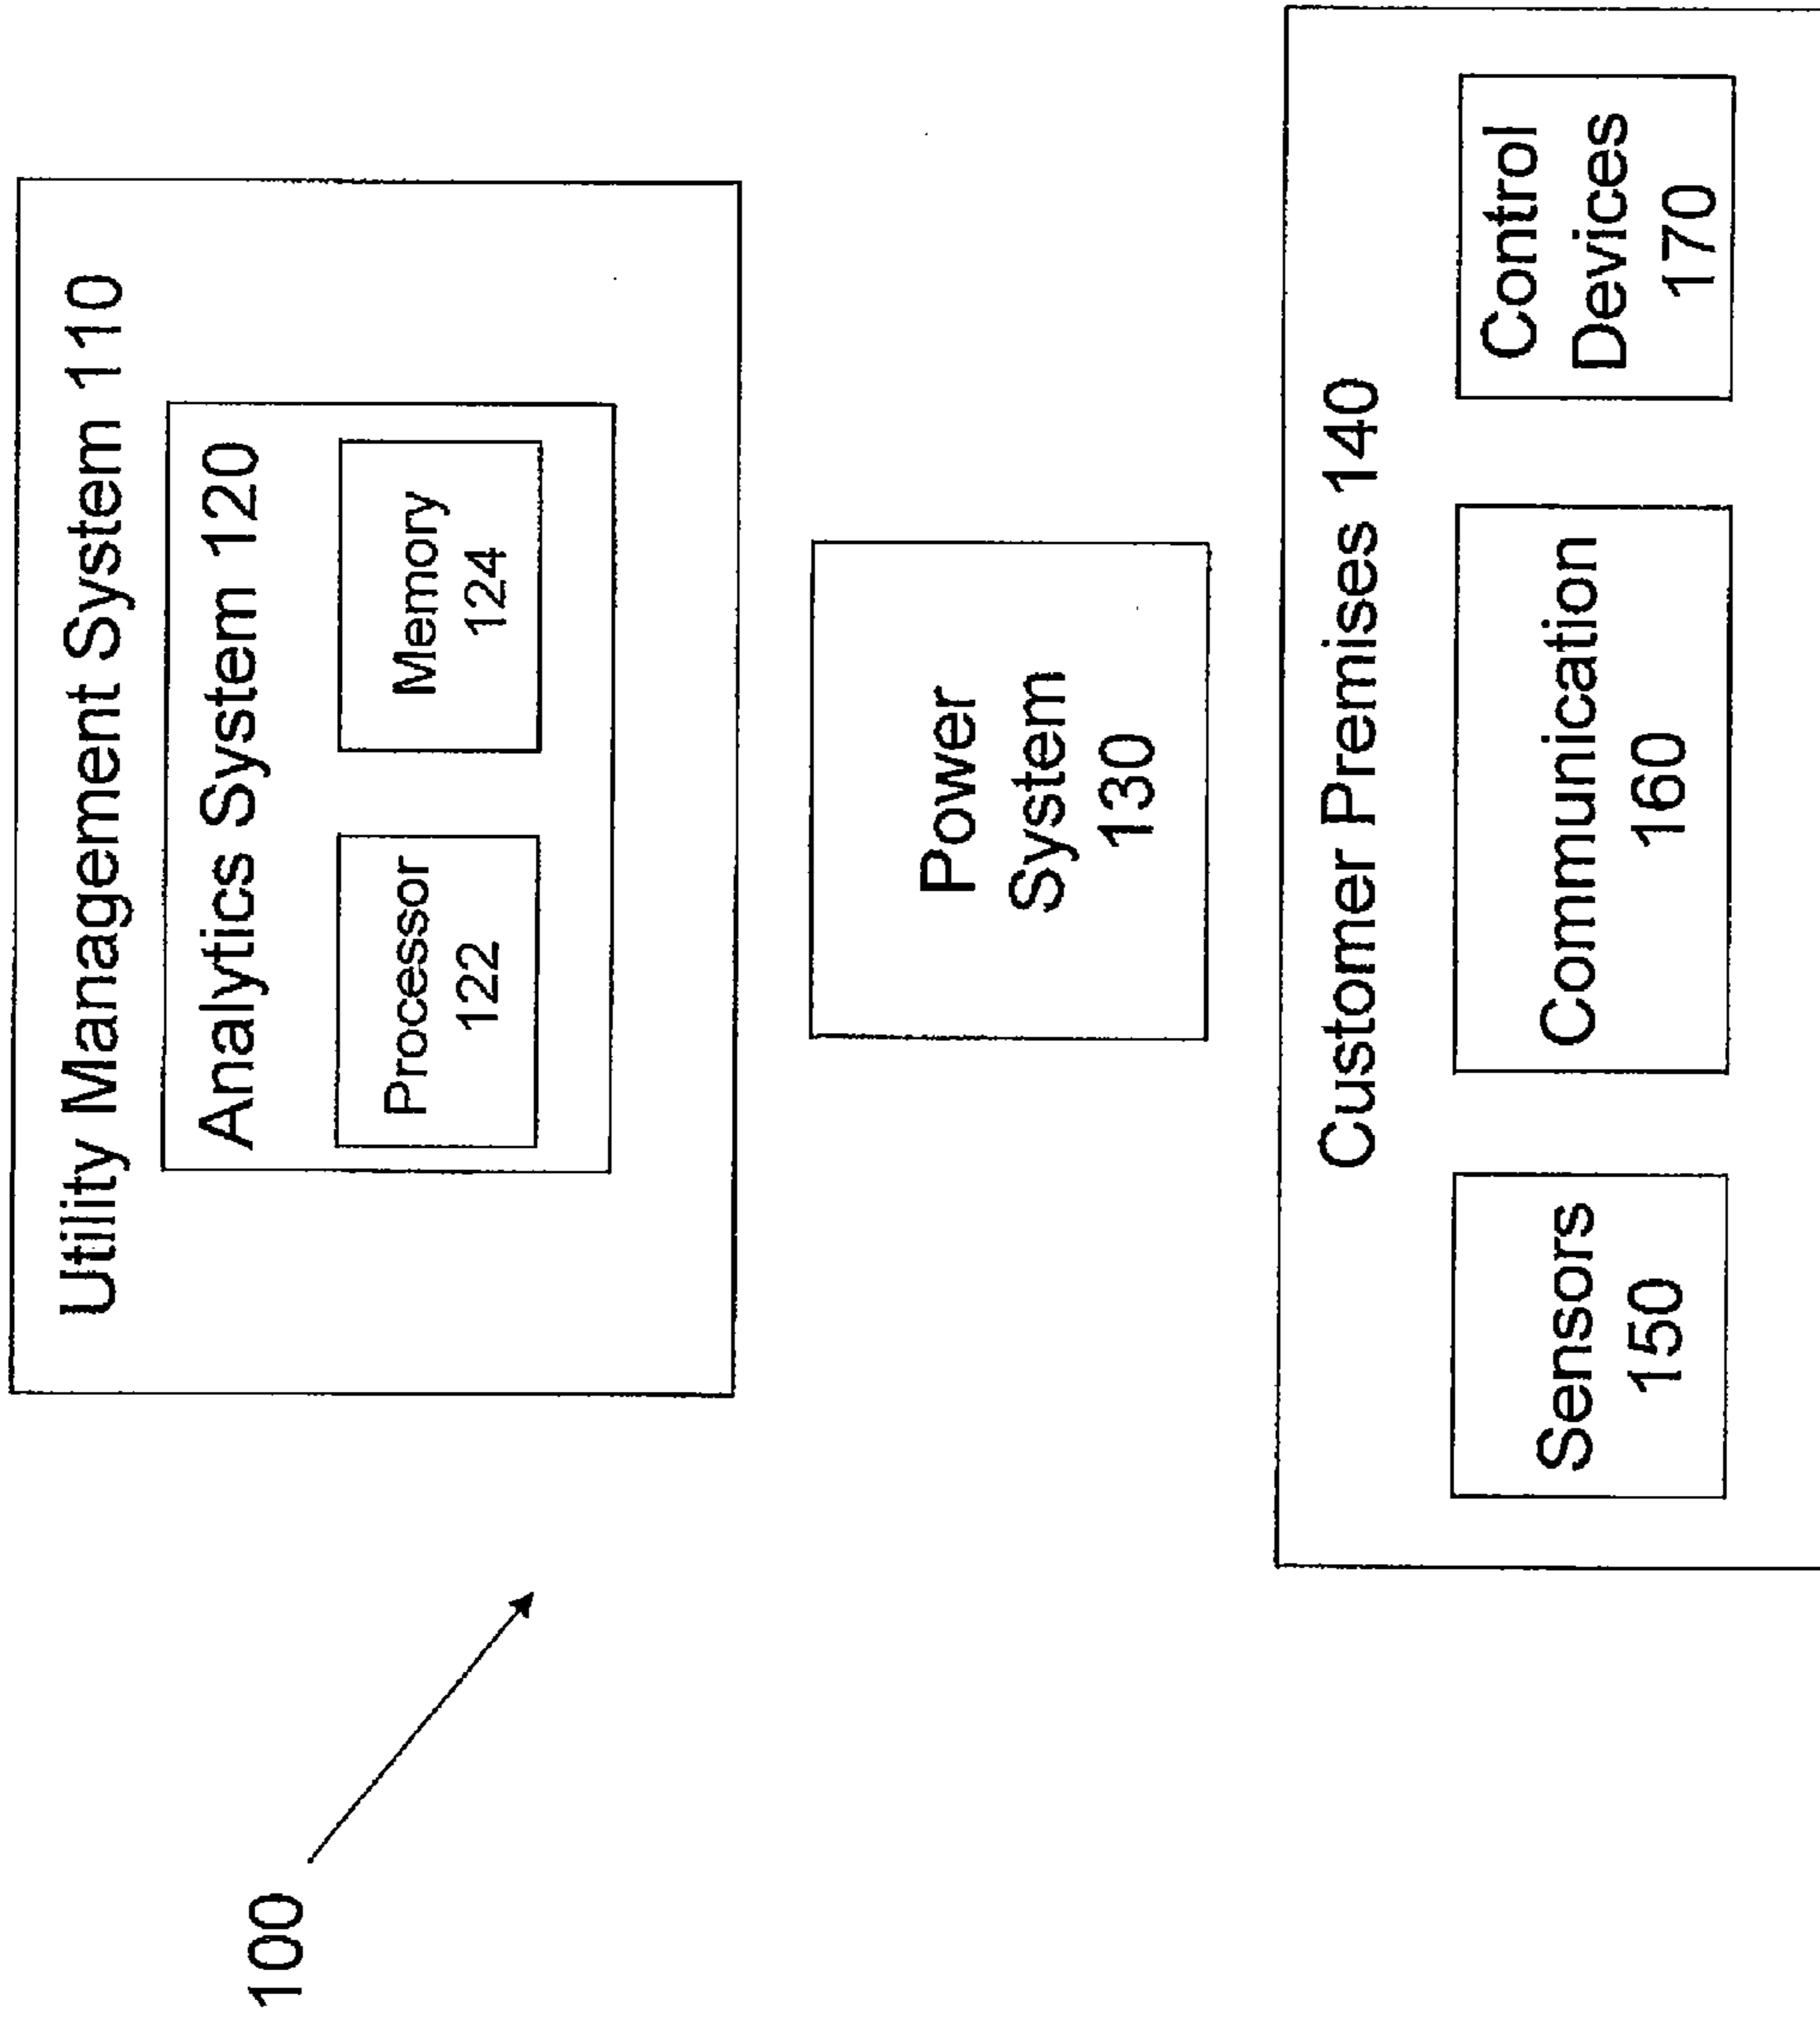 100
Utility Management System 110
Analytics System 120
Processor
122
Memory
124
Power
System
130
Customer Premises 140
Sensors
150
Communication
160
Control
Devices
170